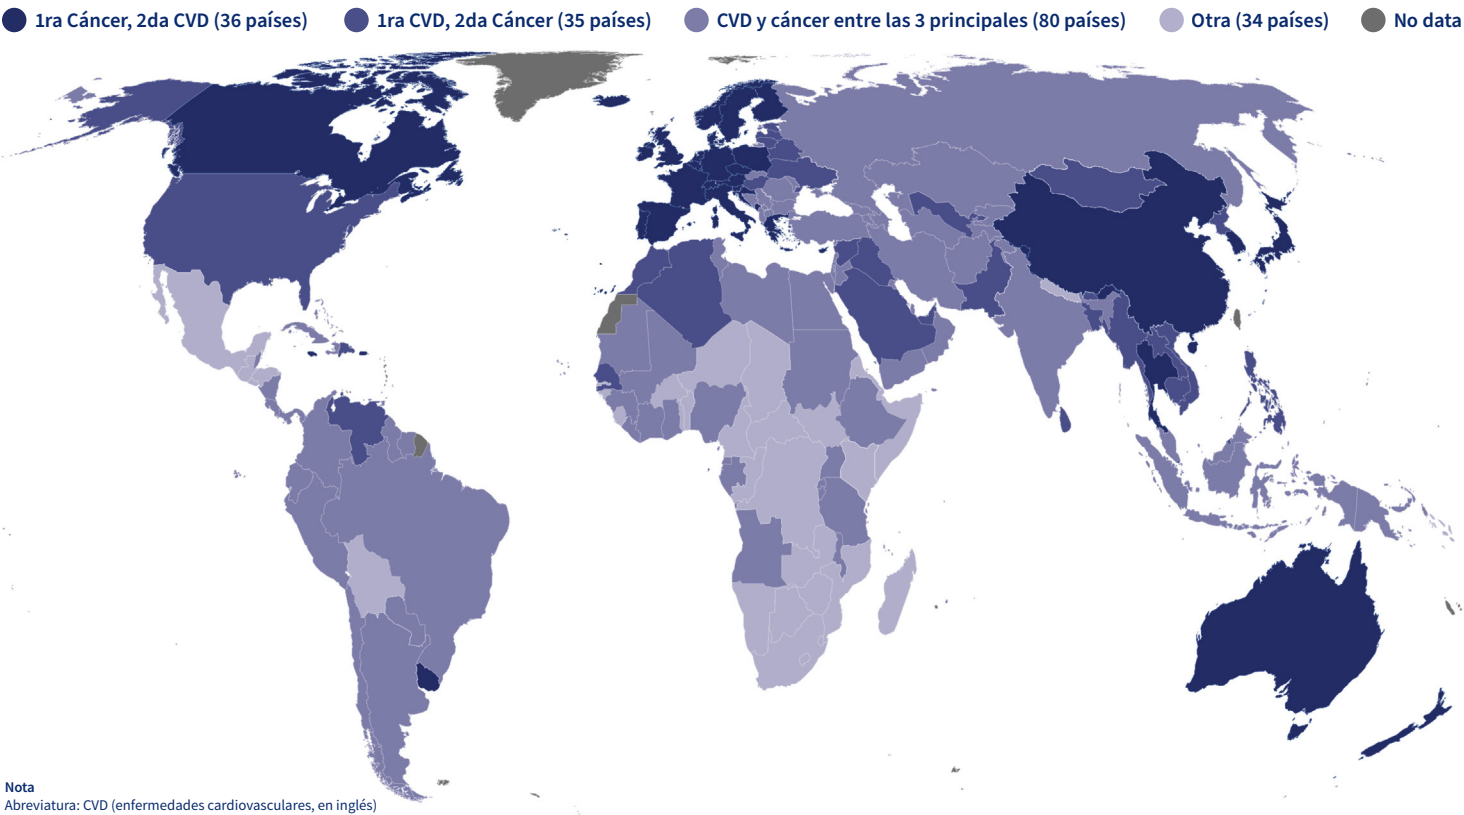 1ra Cáncer, 2da CVD (36 países) 1ra CVD, 2da Cáncer (35 países) CVD y cáncer entre las 3 principales (80 países) Otra (34 países) No data
Nota
Abreviatura: CVD (enfermedades cardiovasculares, en inglés)